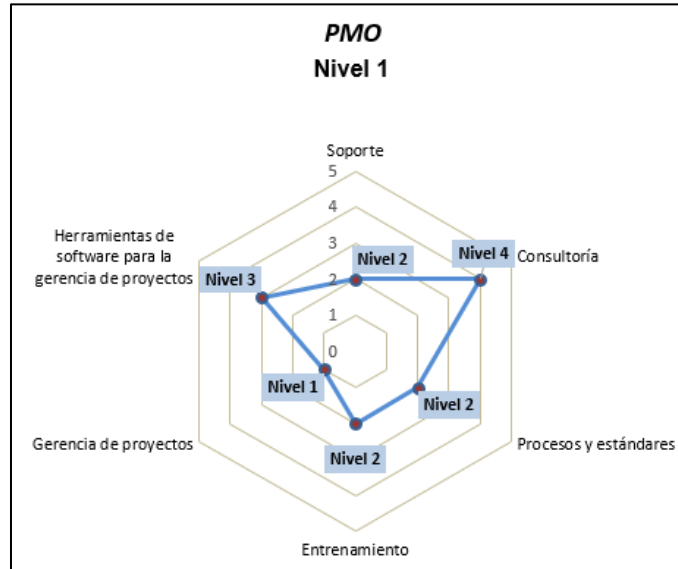 PMO
Nivel 1
Soporte
5
4
3
2
1
0
Nivel 2
Nivel 4
Consultoría
Herramientas de
software para la
gerencia de proyectos
Nivel 3
Nivel 1
Nivel 2
Nivel 2
Gerencia de proyectos
Procesos y estándares
Entrenamiento